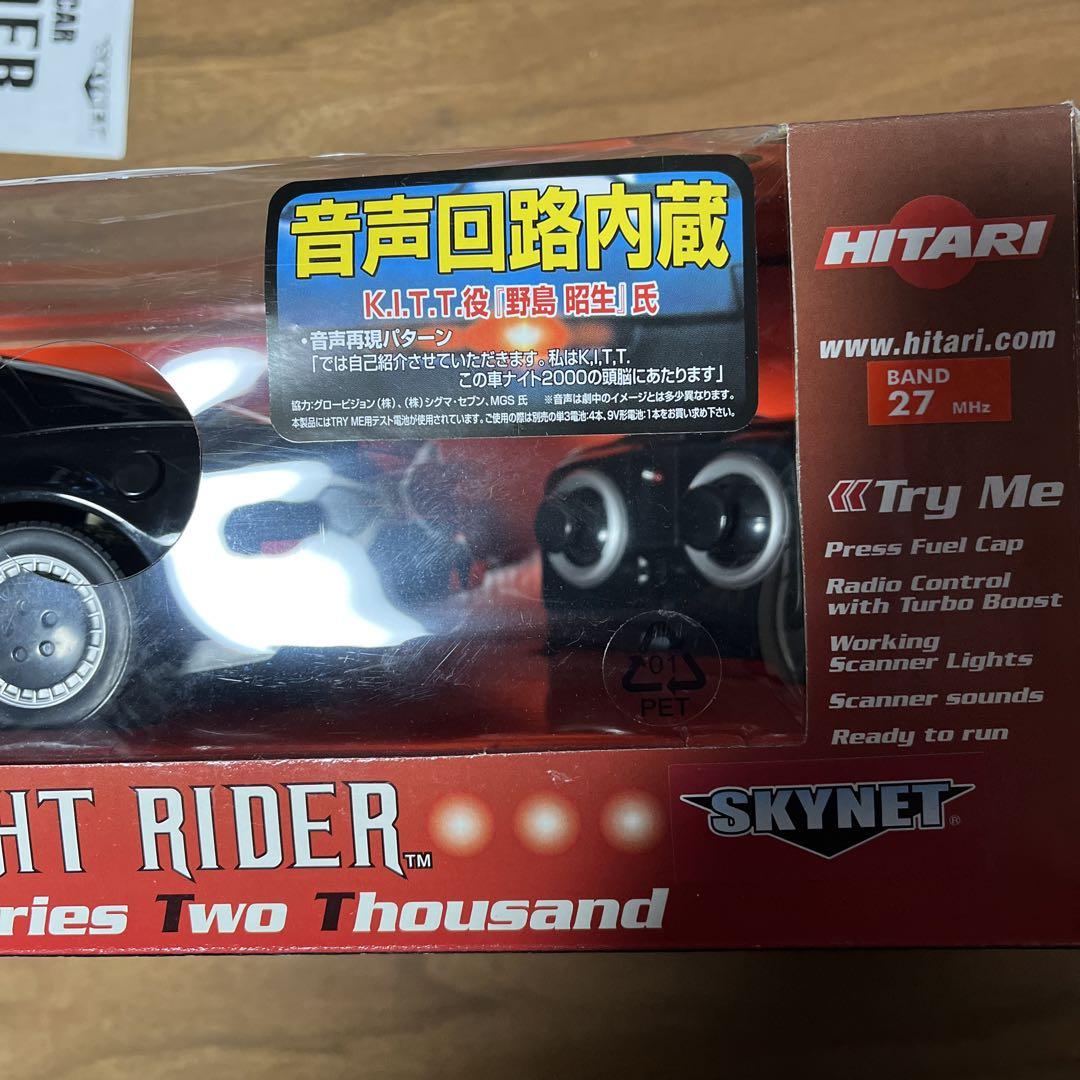 CAR
音声回路内蔵
K.I.T.T.役『野島 昭生』氏
・音声再現パターン
「では自己紹介させていただきます。私はK.I.T.T.
この車ナイト2000の頭脳にあたります」
協力:グロービジョン(株)、(株)シグマ・セブン、MGS 氏 ※音声は劇中のイメージとは多少異なります。
本製品にはTRY ME用テスト電池が使用されています。ご使用の際は別売の単3電池:4本、9V形電池:1本をお買い求め下さい。
HITARI
www.hitari.com
BAND
27 MHz
Try Me
Press Fuel Cap
Radio Control
with Turbo Boost
Working
Scanner Lights
Scanner sounds
Ready to run
01
PET
HT RIDER™
SKYNET®
ries Two Thousand